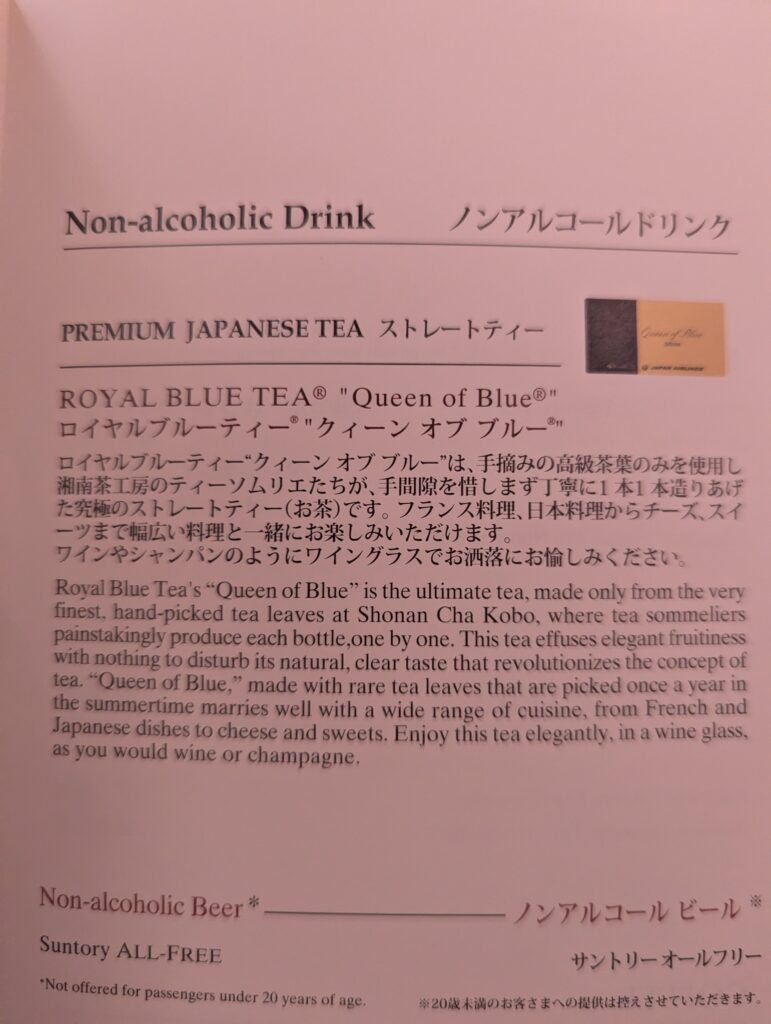 Non-alcoholic Drink ノンアルコールドリンク
PREMIUM JAPANESE TEA ストレートティー
Queen of Blue
JAPAN AIRLINES
ROYAL BLUE TEA® "Queen of Blue®"
ロイヤルブルーティー®"クィーン オブ ブルー®"
ロイヤルブルーティー“クィーン オブ ブルー”は、手摘みの高級茶葉のみを使用し
湘南茶工房のティーソムリエたちが、手間隙を惜しまず丁寧に1本1本造りあげ
た究極のストレートティー(お茶)です。フランス料理、日本料理からチーズ、スイ
ーツまで幅広い料理と一緒にお楽しみいただけます。
ワインやシャンパンのようにワイングラスでお洒落にお愉しみください。
Royal Blue Tea's “Queen of Blue” is the ultimate tea, made only from the very
finest, hand-picked tea leaves at Shonan Cha Kobo, where tea sommeliers
painstakingly produce each bottle,one by one. This tea effuses elegant fruitiness
with nothing to disturb its natural, clear taste that revolutionizes the concept of
tea. “Queen of Blue,” made with rare tea leaves that are picked once a year in
the summertime marries well with a wide range of cuisine, from French and
Japanese dishes to cheese and sweets. Enjoy this tea elegantly, in a wine glass,
as you would wine or champagne.
Non-alcoholic Beer* ノンアルコール ビール※
Suntory ALL-FREE サントリーオールフリー
*Not offered for passengers under 20 years of age. ※20歳未満のお客さまへの提供は控えさせていただきます。